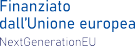 Finanziato
dall'Unione europea
NextGenerationEU